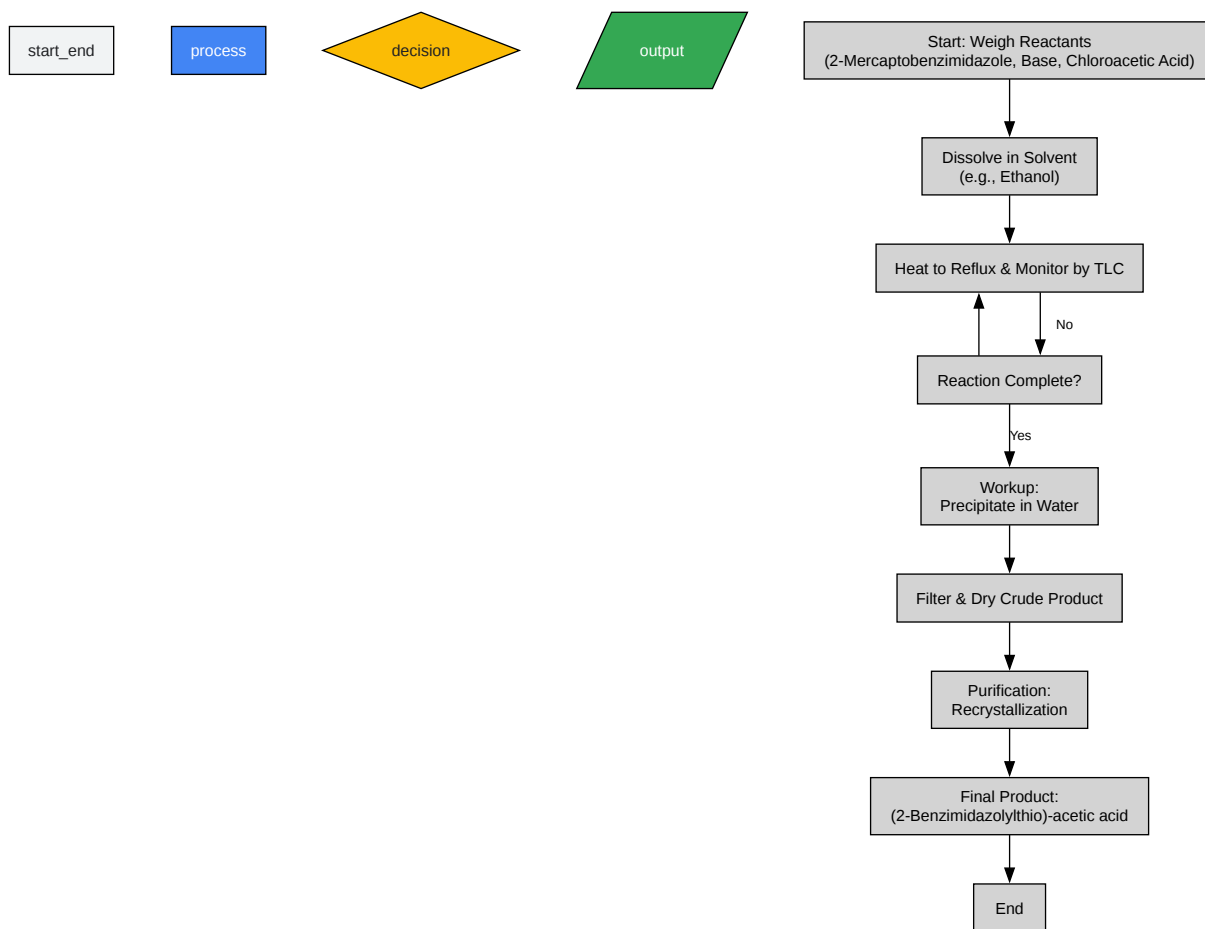 start_end
process
decision
output
Start: Weigh Reactants
(2-Mercaptobenzimidazole, Base, Chloroacetic Acid)
Dissolve in Solvent
(e.g., Ethanol)
Heat to Reflux & Monitor by TLC
No
Reaction Complete?
Yes
Workup:
Precipitate in Water
Filter & Dry Crude Product
Purification:
Recrystallization
Final Product:
(2-Benzimidazolylthio)-acetic acid
End